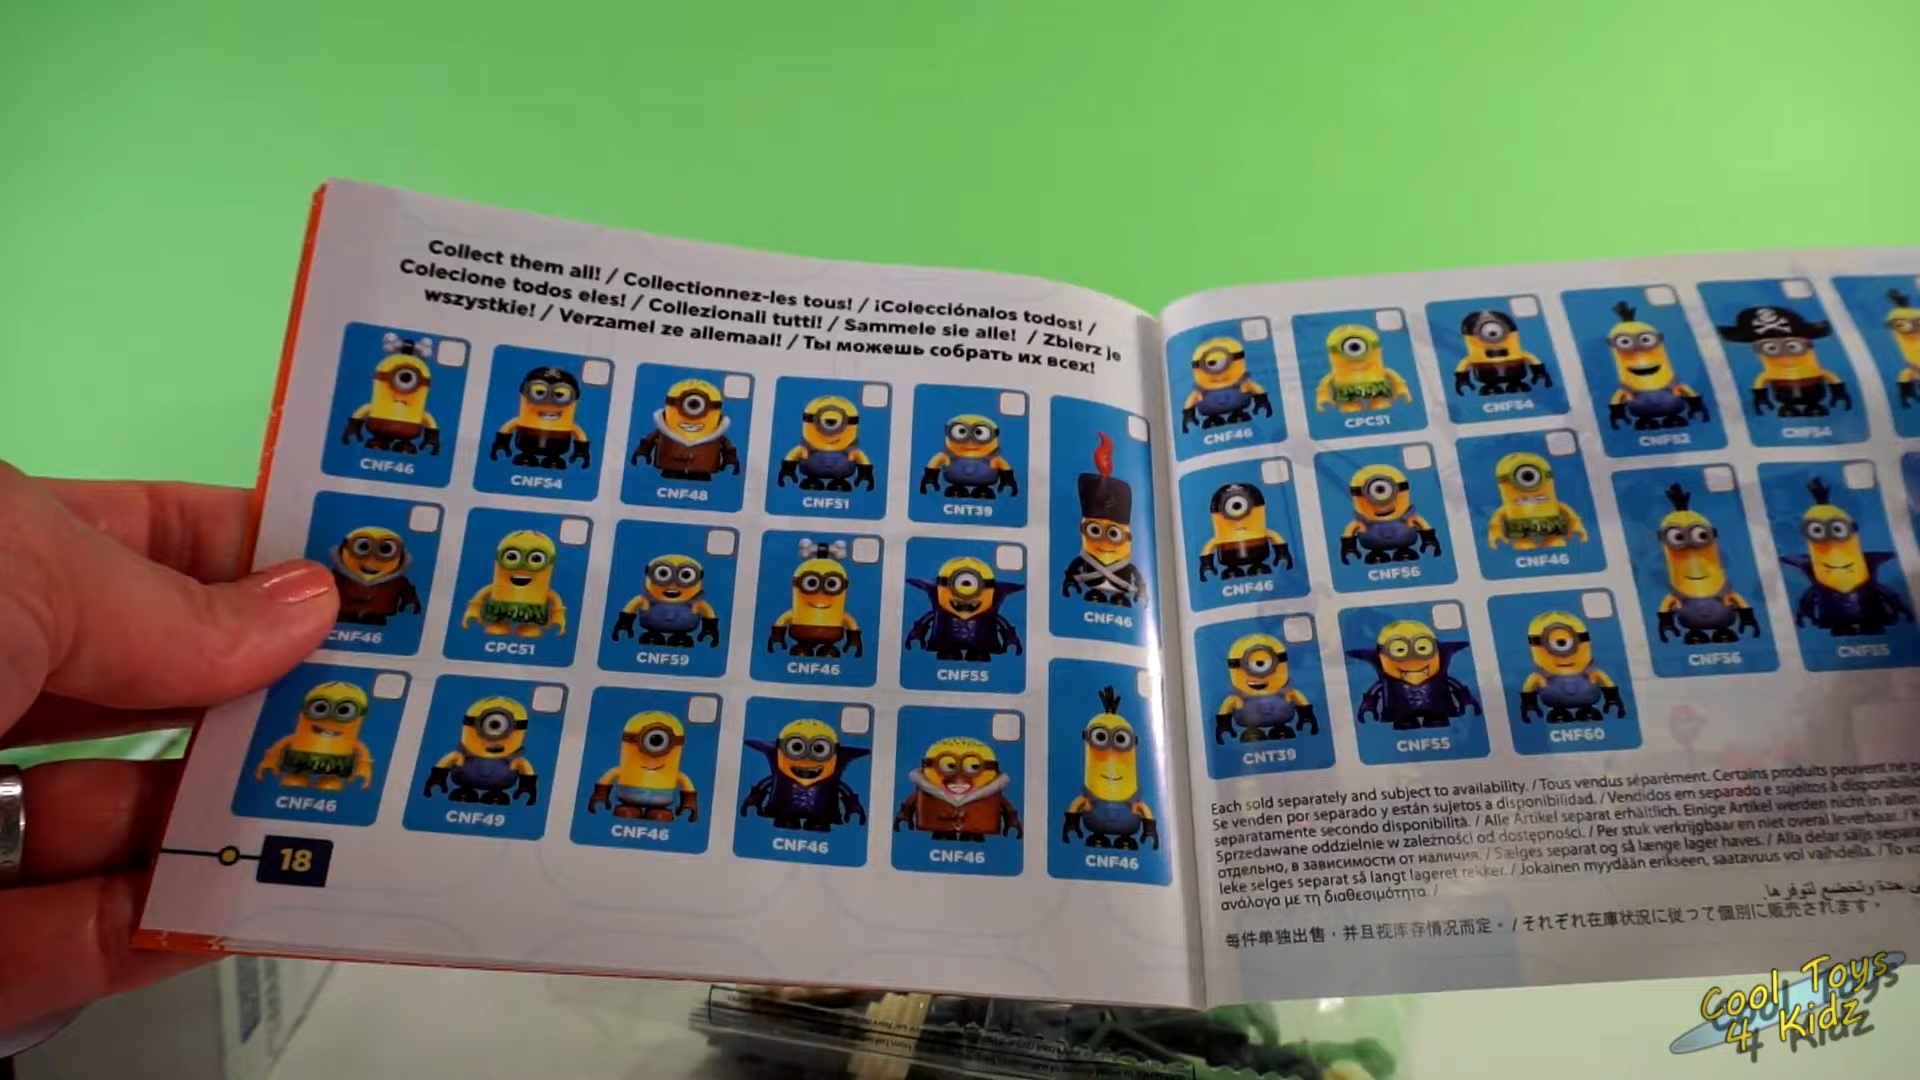 Collect them all! / Collectionnez-les tous! / ¡Colecciónalos todos! /
Colecione todos eles! / Collezionali tutti! / Sammele sie alle! / Zbierz je
wszystkie! / Verzamel ze allemaal! / Ты можешь собрать их всех!
CNF46
CNF54
CNF48
CNF51
CNT39
CNF46
CNF46
CPC51
CNF59
CNF46
CNF55
CNF46
CNF49
CNF46
CNF46
CNF46
CNF46
18
CNF46
CPC51
CNF54
CNF52
CNF54
CNF46
CNF56
CNF46
CNF56
CNF55
CNT39
CNF55
CNF60
Each sold separately and subject to availability. / Tous vendus séparément. Certains produits peuvent ne
Se venden por separado y están sujetos a disponibilidad. / Vendidos em separado e sujeitos à
separatamente secondo disponibilità. / Alle Artikel separat erhältlich. Einige Artikel werden nicht in allen
Sprzedawane oddzielnie w zależności od dostępności. / Per stuk verkrijgbaar en niet overal leverbaar. /
отдельно, в зависимости от наличия. / Sælges separat og så længe lager haves. / Alla delar säljs
leke selges separat så langt lageret rekker. / Jokainen myydään erikseen, saatavuus voi vaihdella. /
ανάλογα με τη διαθεσιμότητα. /
حدة وتخضع لتوفرها.
每件单独出售，并且视库存情况而定。 / それぞれ在庫状況に従って個別に販売されます。
Cool Toys
4 Kidz